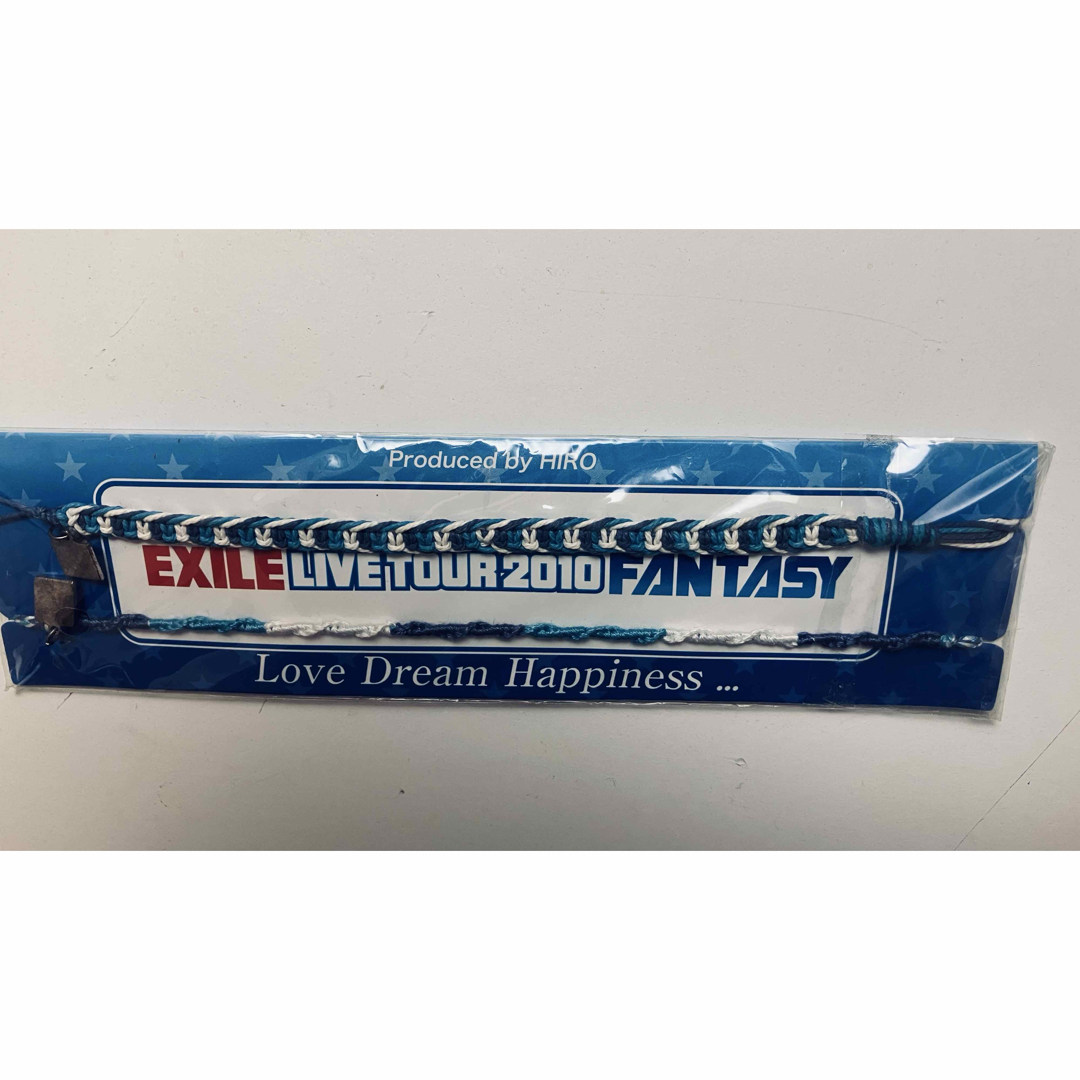 Produced by HIRO
EXILE LIVE TOUR 2010 FANTASY
Love Dream Happiness ...